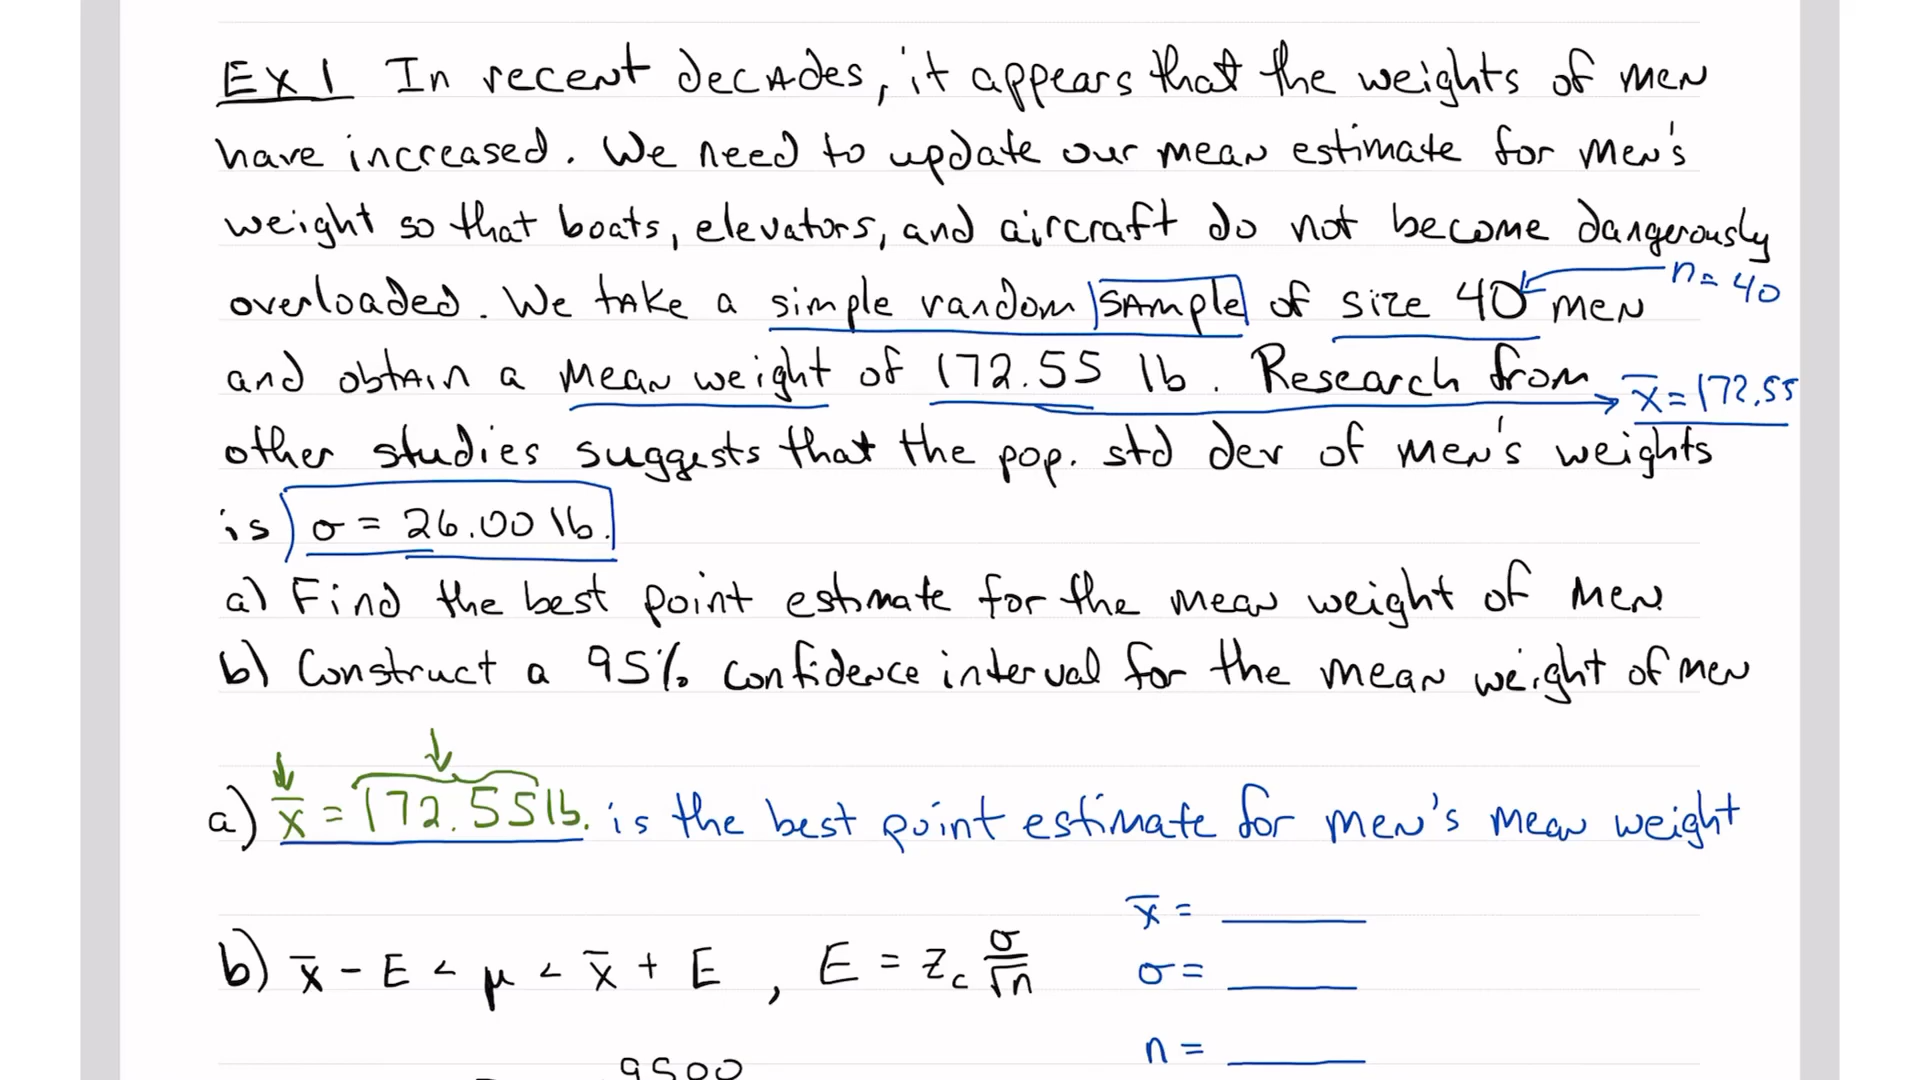 Ex 1 In recent decades, it appears that the weights of men
have increased. We need to update our mean estimate for men's
weight so that boats, elevators, and aircraft do not become dangerously
overloaded. We take a simple random sample of size 40 men
n = 40
and obtain a mean weight of 172.55 lb. Research from
x̅ = 172.55
other studies suggests that the pop. std dev of men's weights
is σ = 26.00 lb.
a) Find the best point estimate for the mean weight of men
b) Construct a 95% confidence interval for the mean weight of men
a) x̅ = 172.55 lb. is the best point estimate for men's mean weight
x̅ = ____
b) x̅ - E < μ < x̅ + E , E = z_c σ/√n
σ = ____
n = ____